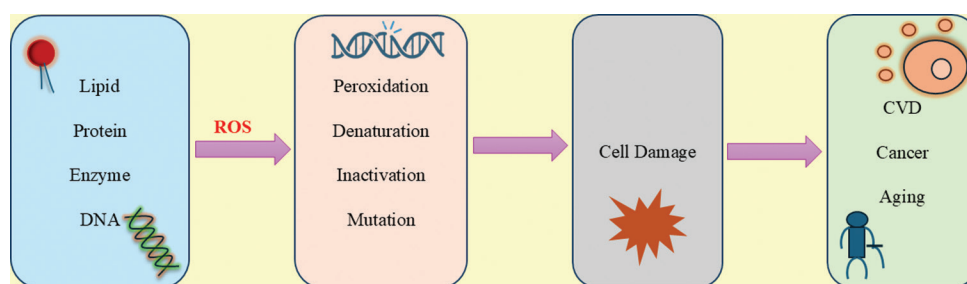 Lipid
Protein
Enzyme
DNA
ROS
Peroxidation
Denaturation
Inactivation
Mutation
Cell Damage
CVD
Cancer
Aging